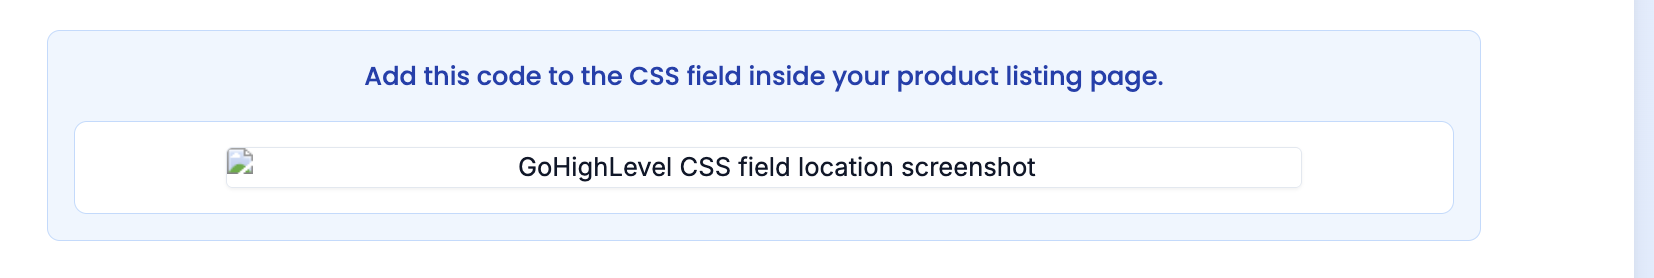 Add this code to the CSS field inside your product listing page.
GoHighLevel CSS field location screenshot